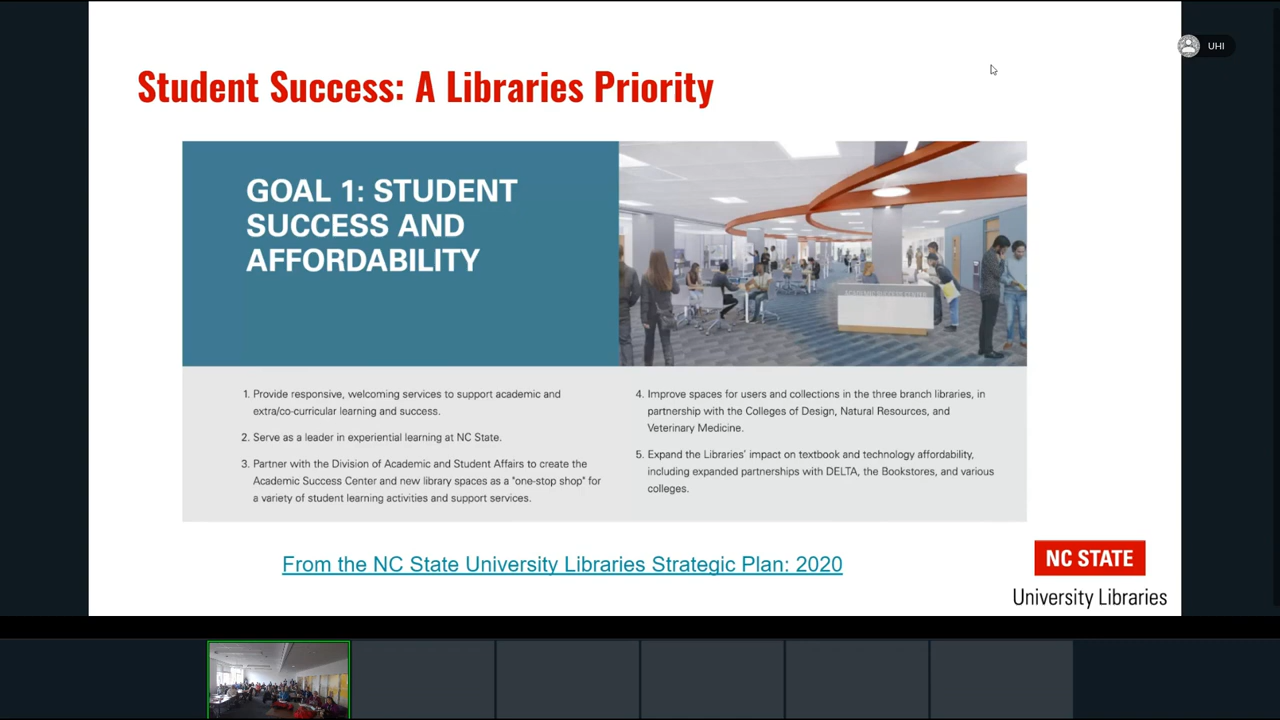 UHI
Student Success: A Libraries Priority
GOAL 1: STUDENT
SUCCESS AND
AFFORDABILITY
ACADEMIC SUCCESS CENTER
1. Provide responsive, welcoming services to support academic and
extra/co-curricular learning and success.
2. Serve as a leader in experiential learning at NC State.
3. Partner with the Division of Academic and Student Affairs to create the
Academic Success Center and new library spaces as a "one-stop shop" for
a variety of student learning activities and support services.
4. Improve spaces for users and collections in the three branch libraries, in
partnership with the Colleges of Design, Natural Resources, and
Veterinary Medicine.
5. Expand the Libraries' impact on textbook and technology affordability,
including expanded partnerships with DELTA, the Bookstores, and various
colleges.
From the NC State University Libraries Strategic Plan: 2020
NC STATE
University Libraries